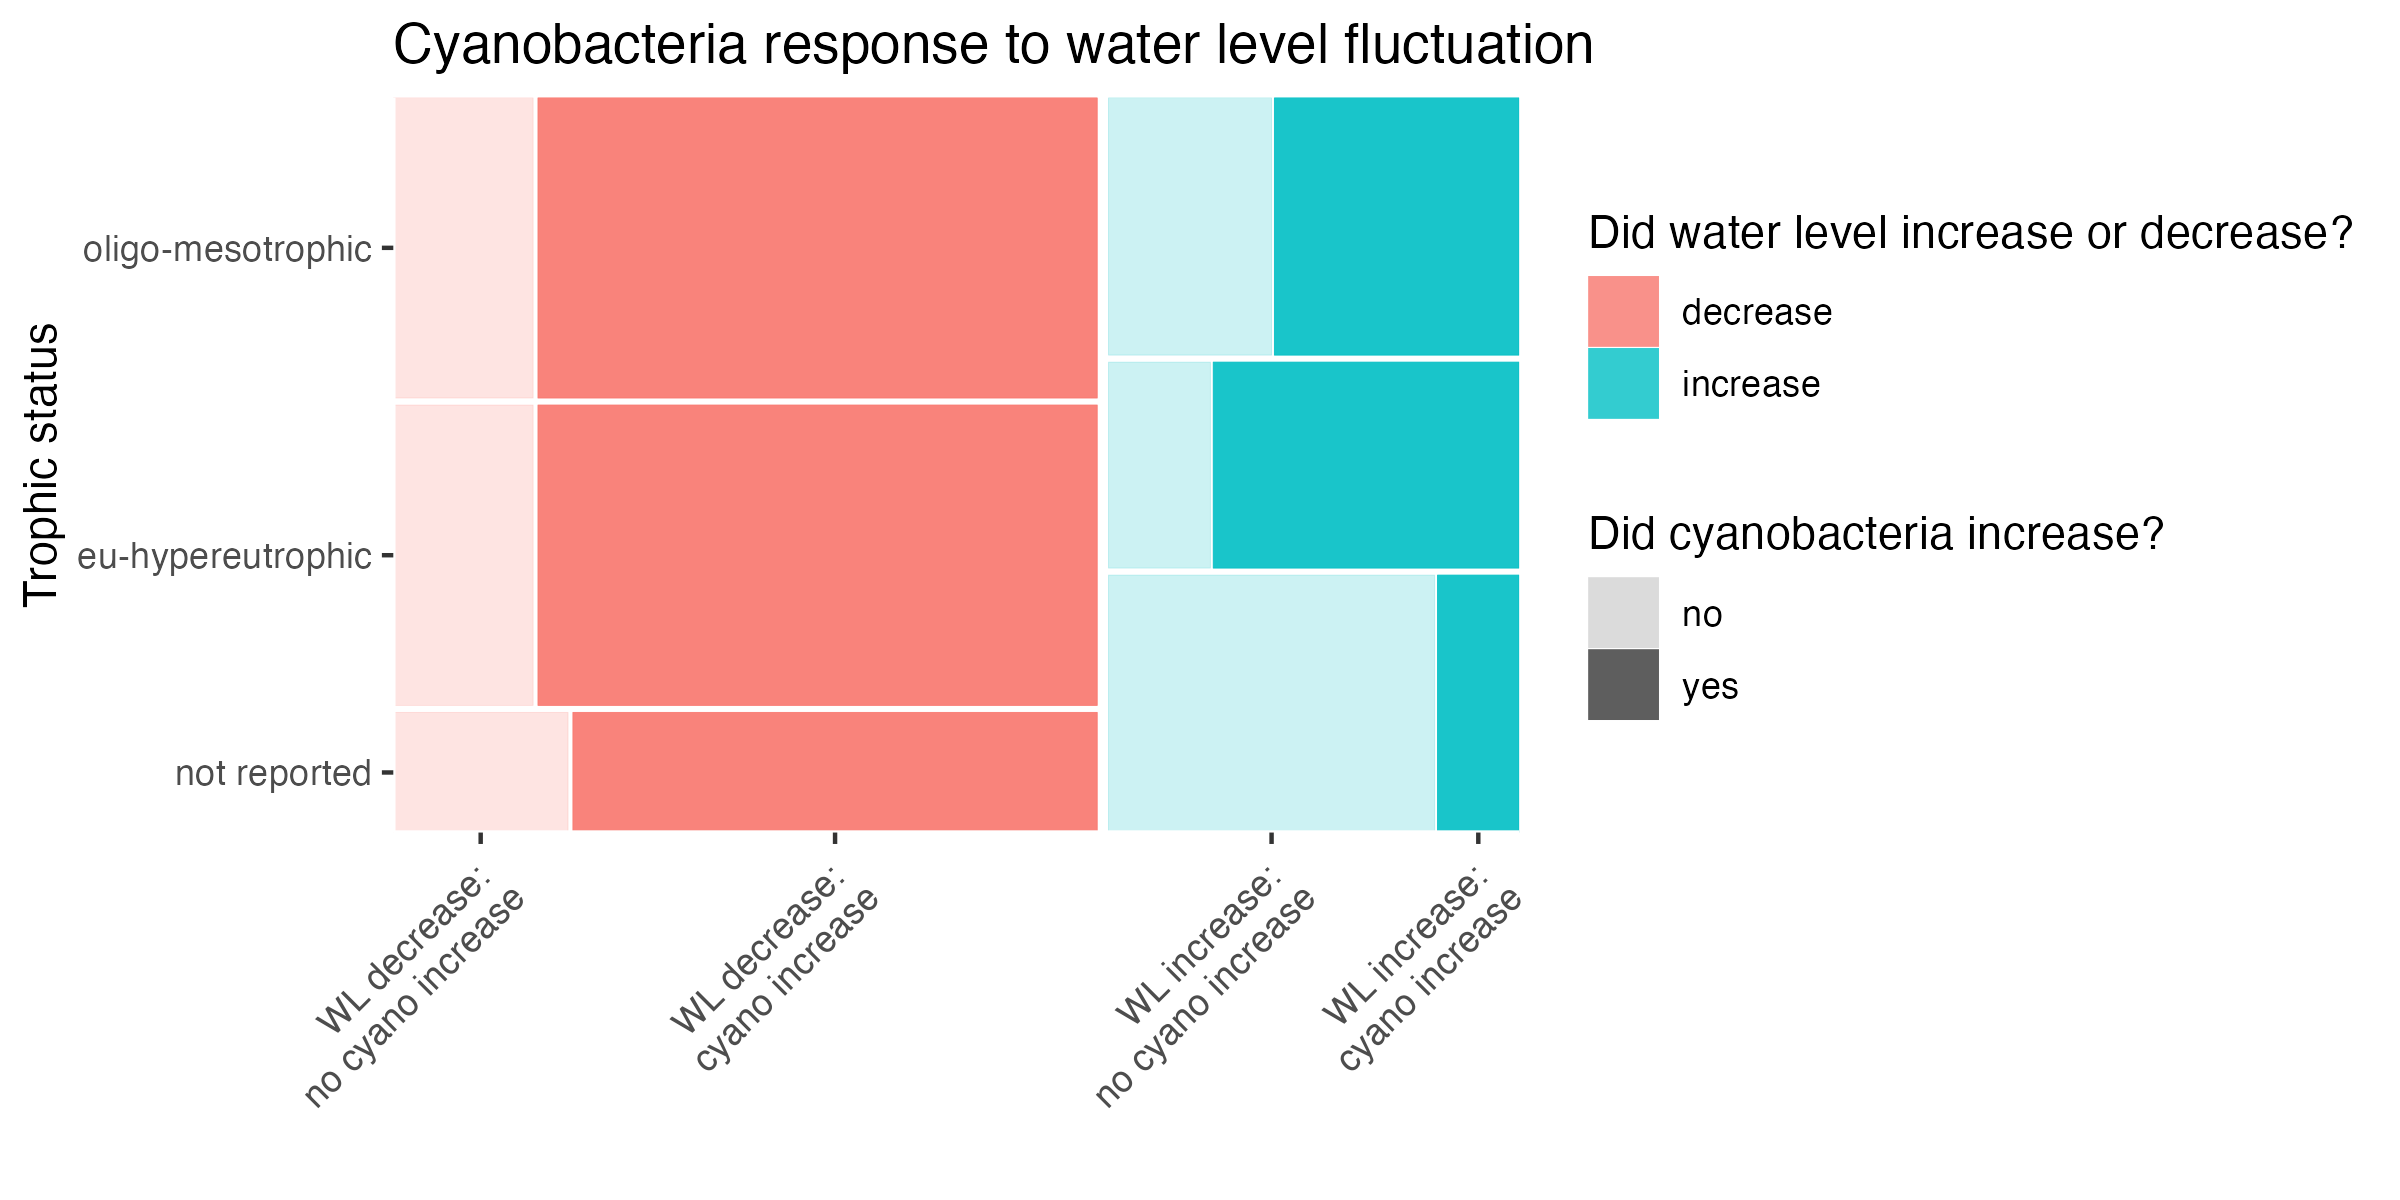 Cyanobacteria response to water level fluctuation
Trophic status
oligo-mesotrophic
eu-hypereutrophic
not reported
WL decrease:
no cyano increase
WL decrease:
cyano increase
WL increase:
no cyano increase
WL increase:
cyano increase
Did water level increase or decrease?
decrease
increase
Did cyanobacteria increase?
no
yes